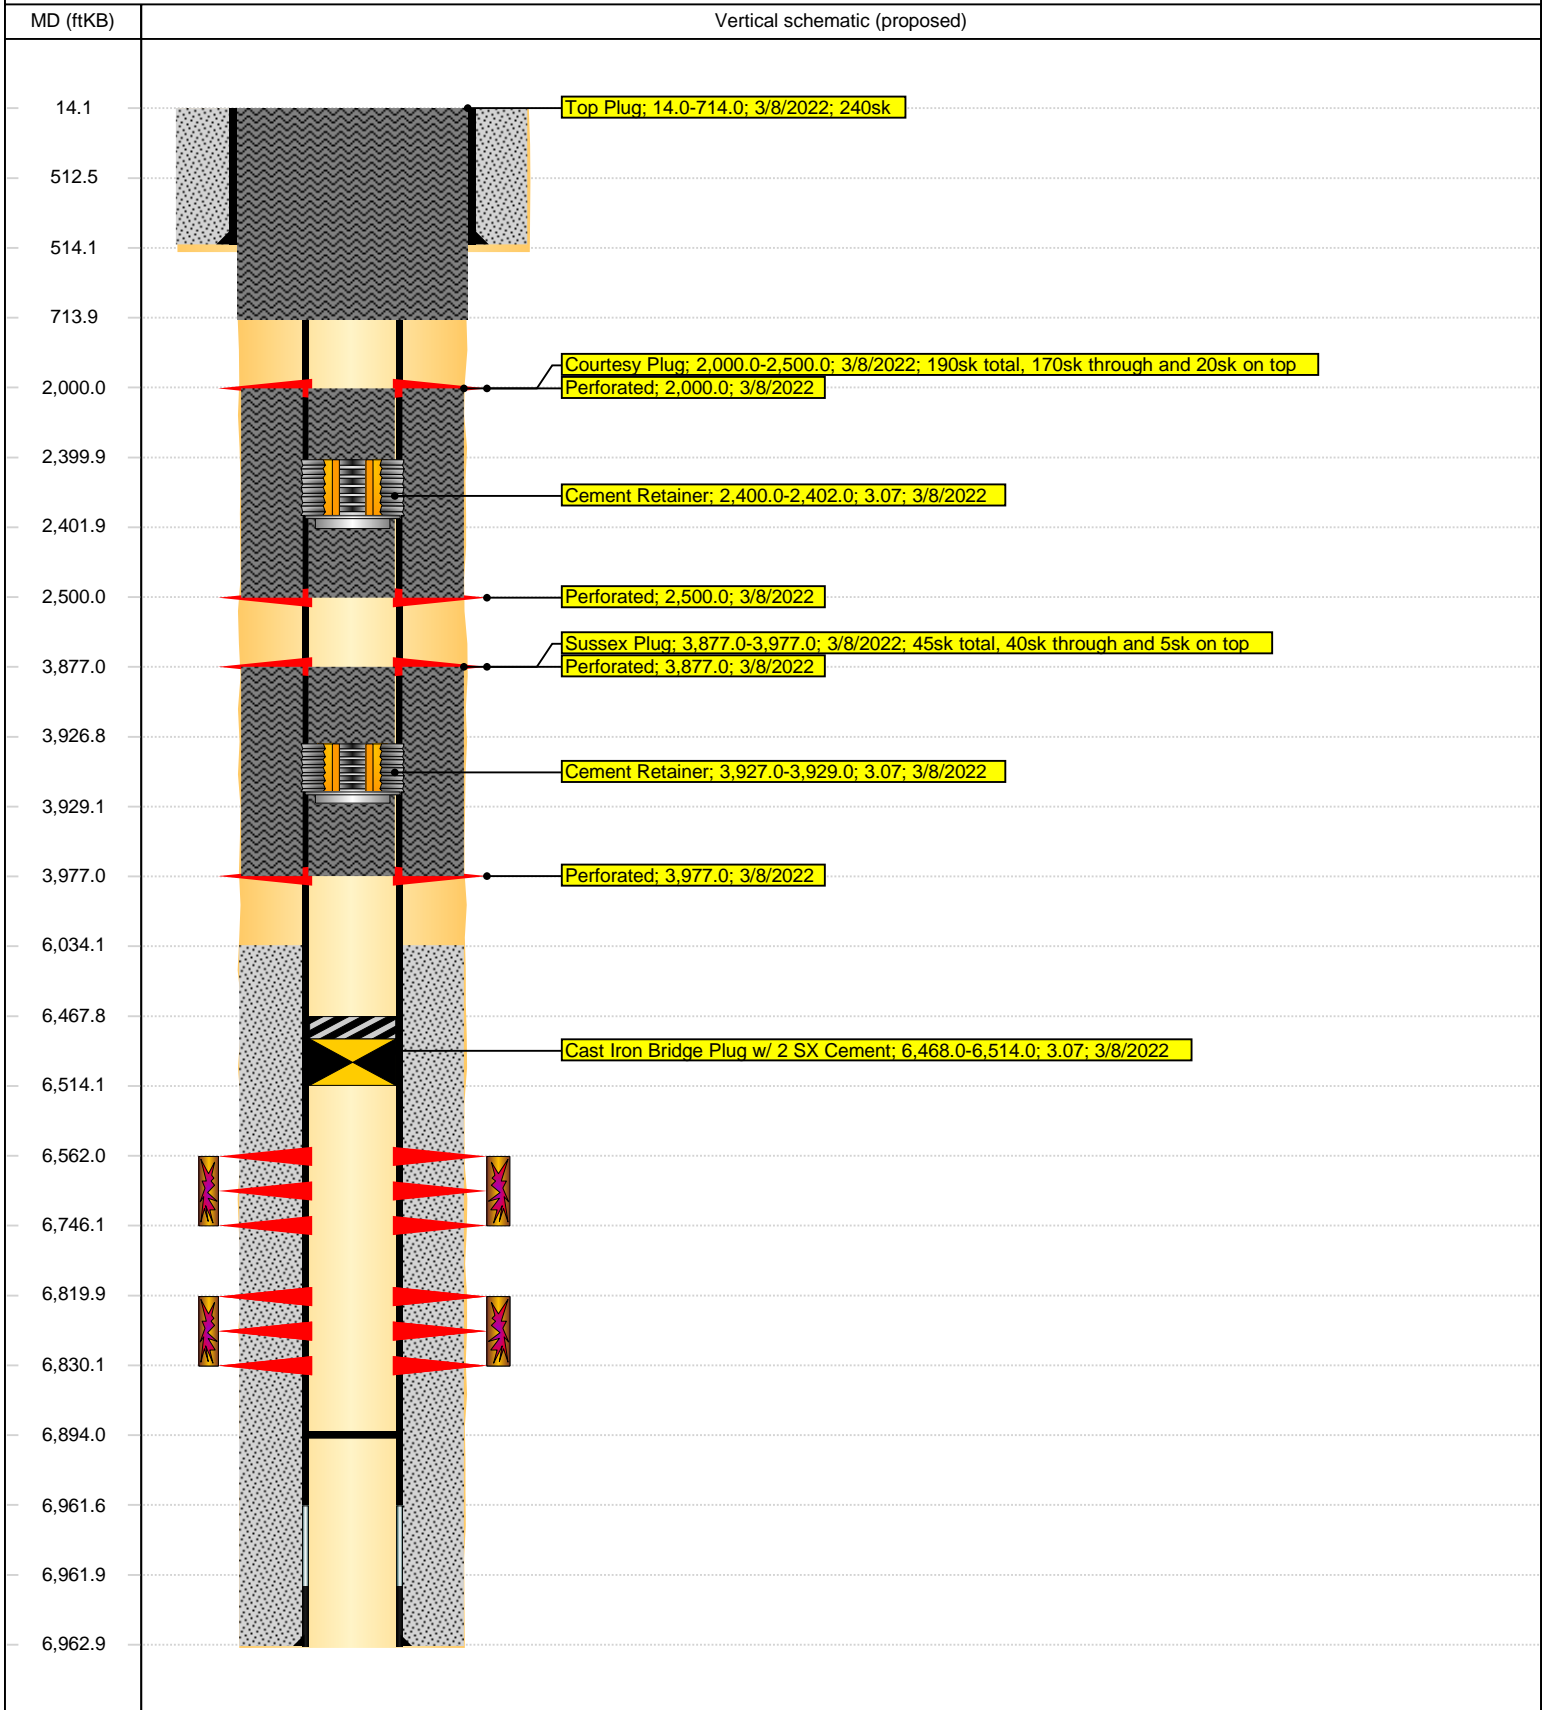 MD (ftKB)
Vertical schematic (proposed)
14.1
Top Plug; 14.0-714.0; 3/8/2022; 240sk
512.5
514.1
713.9
Courtesy Plug; 2,000.0-2,500.0; 3/8/2022; 190sk total, 170sk through and 20sk on top
2,000.0
Perforated; 2,000.0; 3/8/2022
2,399.9
Cement Retainer; 2,400.0-2,402.0; 3.07; 3/8/2022
2,401.9
2,500.0
Perforated; 2,500.0; 3/8/2022
Sussex Plug; 3,877.0-3,977.0; 3/8/2022; 45sk total, 40sk through and 5sk on top
3,877.0
Perforated; 3,877.0; 3/8/2022
3,926.8
Cement Retainer; 3,927.0-3,929.0; 3.07; 3/8/2022
3,929.1
3,977.0
Perforated; 3,977.0; 3/8/2022
6,034.1
6,467.8
Cast Iron Bridge Plug w/ 2 SX Cement; 6,468.0-6,514.0; 3.07; 3/8/2022
6,514.1
6,562.0
6,746.1
6,819.9
6,830.1
6,894.0
6,961.6
6,961.9
6,962.9